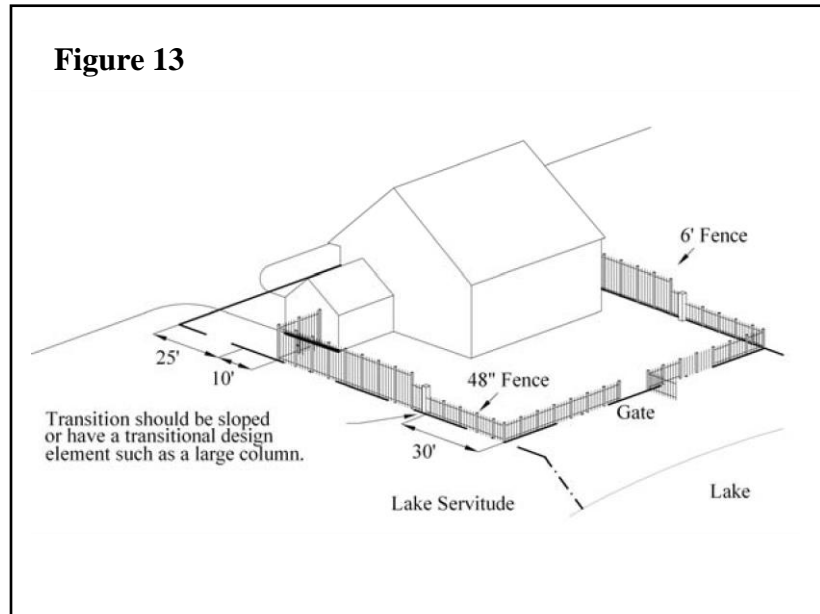 Figure 13
6' Fence
25'
10'
48" Fence
Gate
Transition should be sloped
or have a transitional design
element such as a large column.
30'
Lake Servitude
Lake